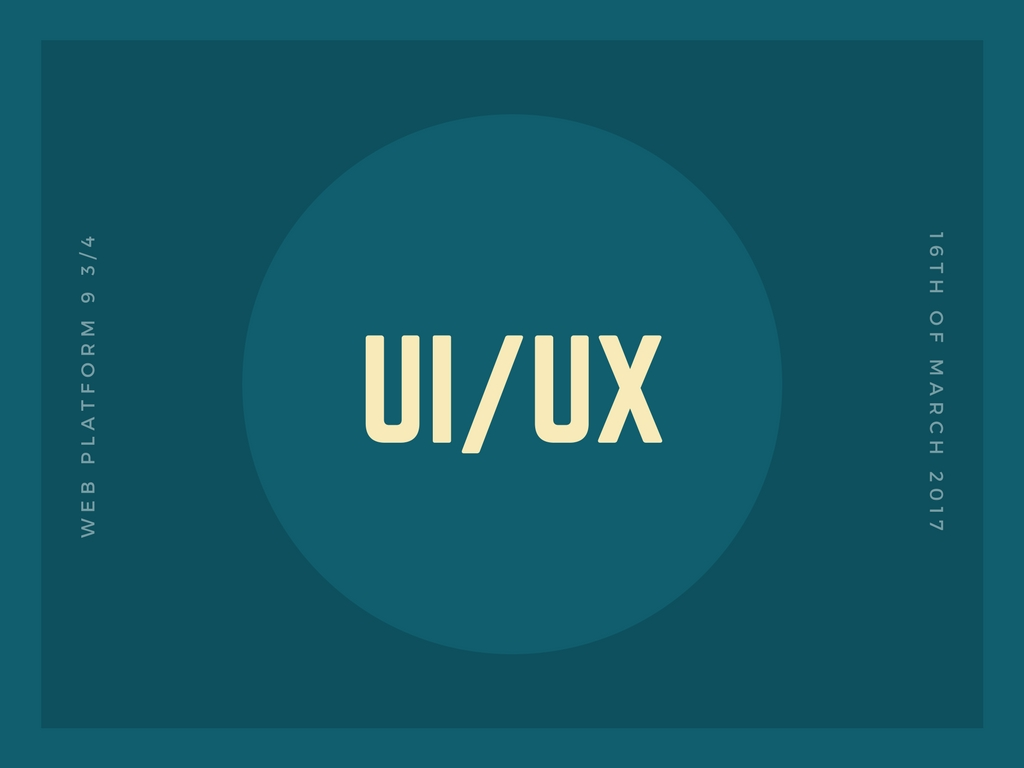 WEB PLATFORM 9 3/4
UI/UX
16TH OF MARCH 2017